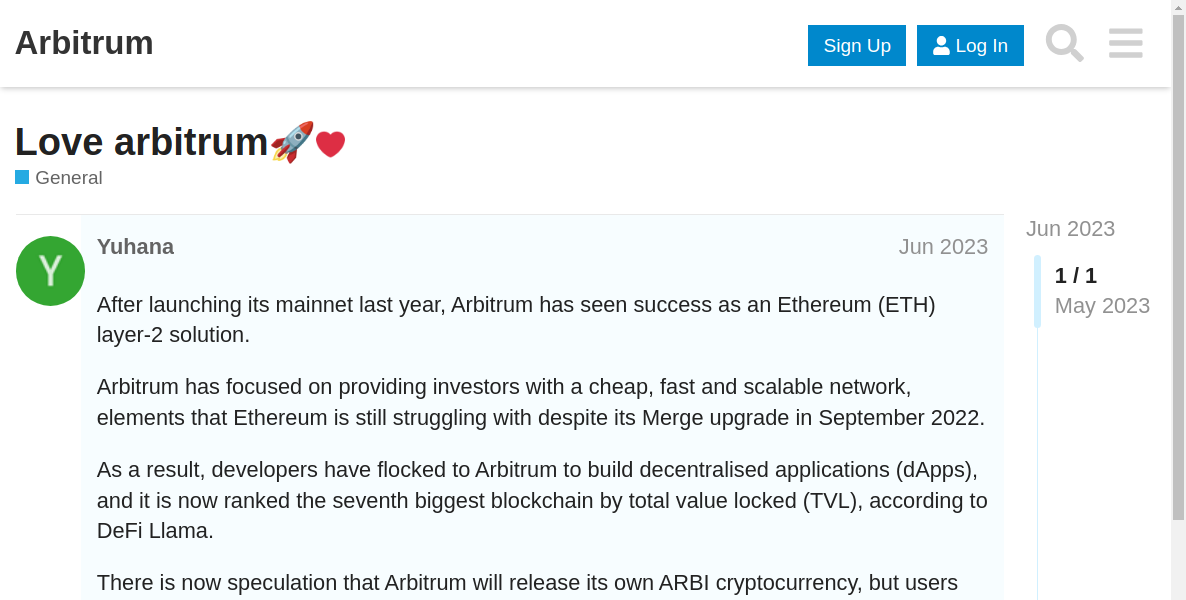 Arbitrum
Sign Up
Log In
Love arbitrum🚀❤️
General
Jun 2023
Y
Yuhana
Jun 2023
1 / 1
May 2023
After launching its mainnet last year, Arbitrum has seen success as an Ethereum (ETH)
layer-2 solution.
Arbitrum has focused on providing investors with a cheap, fast and scalable network,
elements that Ethereum is still struggling with despite its Merge upgrade in September 2022.
As a result, developers have flocked to Arbitrum to build decentralised applications (dApps),
and it is now ranked the seventh biggest blockchain by total value locked (TVL), according to
DeFi Llama.
There is now speculation that Arbitrum will release its own ARBI cryptocurrency, but users